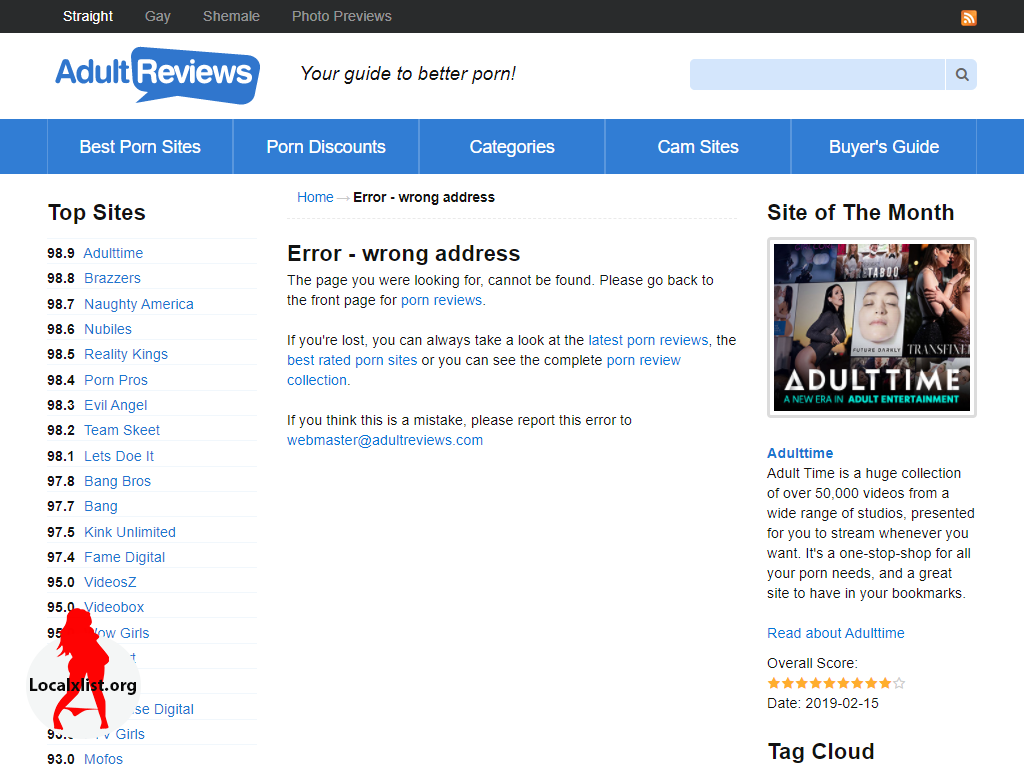 Straight Gay Shemale Photo Previews
AdultReviews
Your guide to better porn!
Best Porn Sites Porn Discounts Categories Cam Sites Buyer's Guide
Top Sites
98.9 Adulttime
98.8 Brazzers
98.7 Naughty America
98.6 Nubiles
98.5 Reality Kings
98.4 Porn Pros
98.3 Evil Angel
98.2 Team Skeet
98.1 Lets Doe It
97.8 Bang Bros
97.7 Bang
97.5 Kink Unlimited
97.4 Fame Digital
95.0 VideosZ
95.0 Videobox
Girls
Localxlist.org
Digital
Girls
93.0 Mofos
Home → Error - wrong address
Error - wrong address
The page you were looking for, cannot be found. Please go back to
the front page for porn reviews.
If you're lost, you can always take a look at the latest porn reviews, the
best rated porn sites or you can see the complete porn review
collection.
If you think this is a mistake, please report this error to
webmaster@adultreviews.com
Site of The Month
TABOO
FUTURE DARKLY
ADULT TIME
A NEW ERA IN ADULT ENTERTAINMENT
Adulttime
Adult Time is a huge collection
of over 50,000 videos from a
wide range of studios, presented
for you to stream whenever you
want. It's a one-stop-shop for all
your porn needs, and a great
site to have in your bookmarks.
Read about Adulttime
Overall Score:
Date: 2019-02-15
Tag Cloud